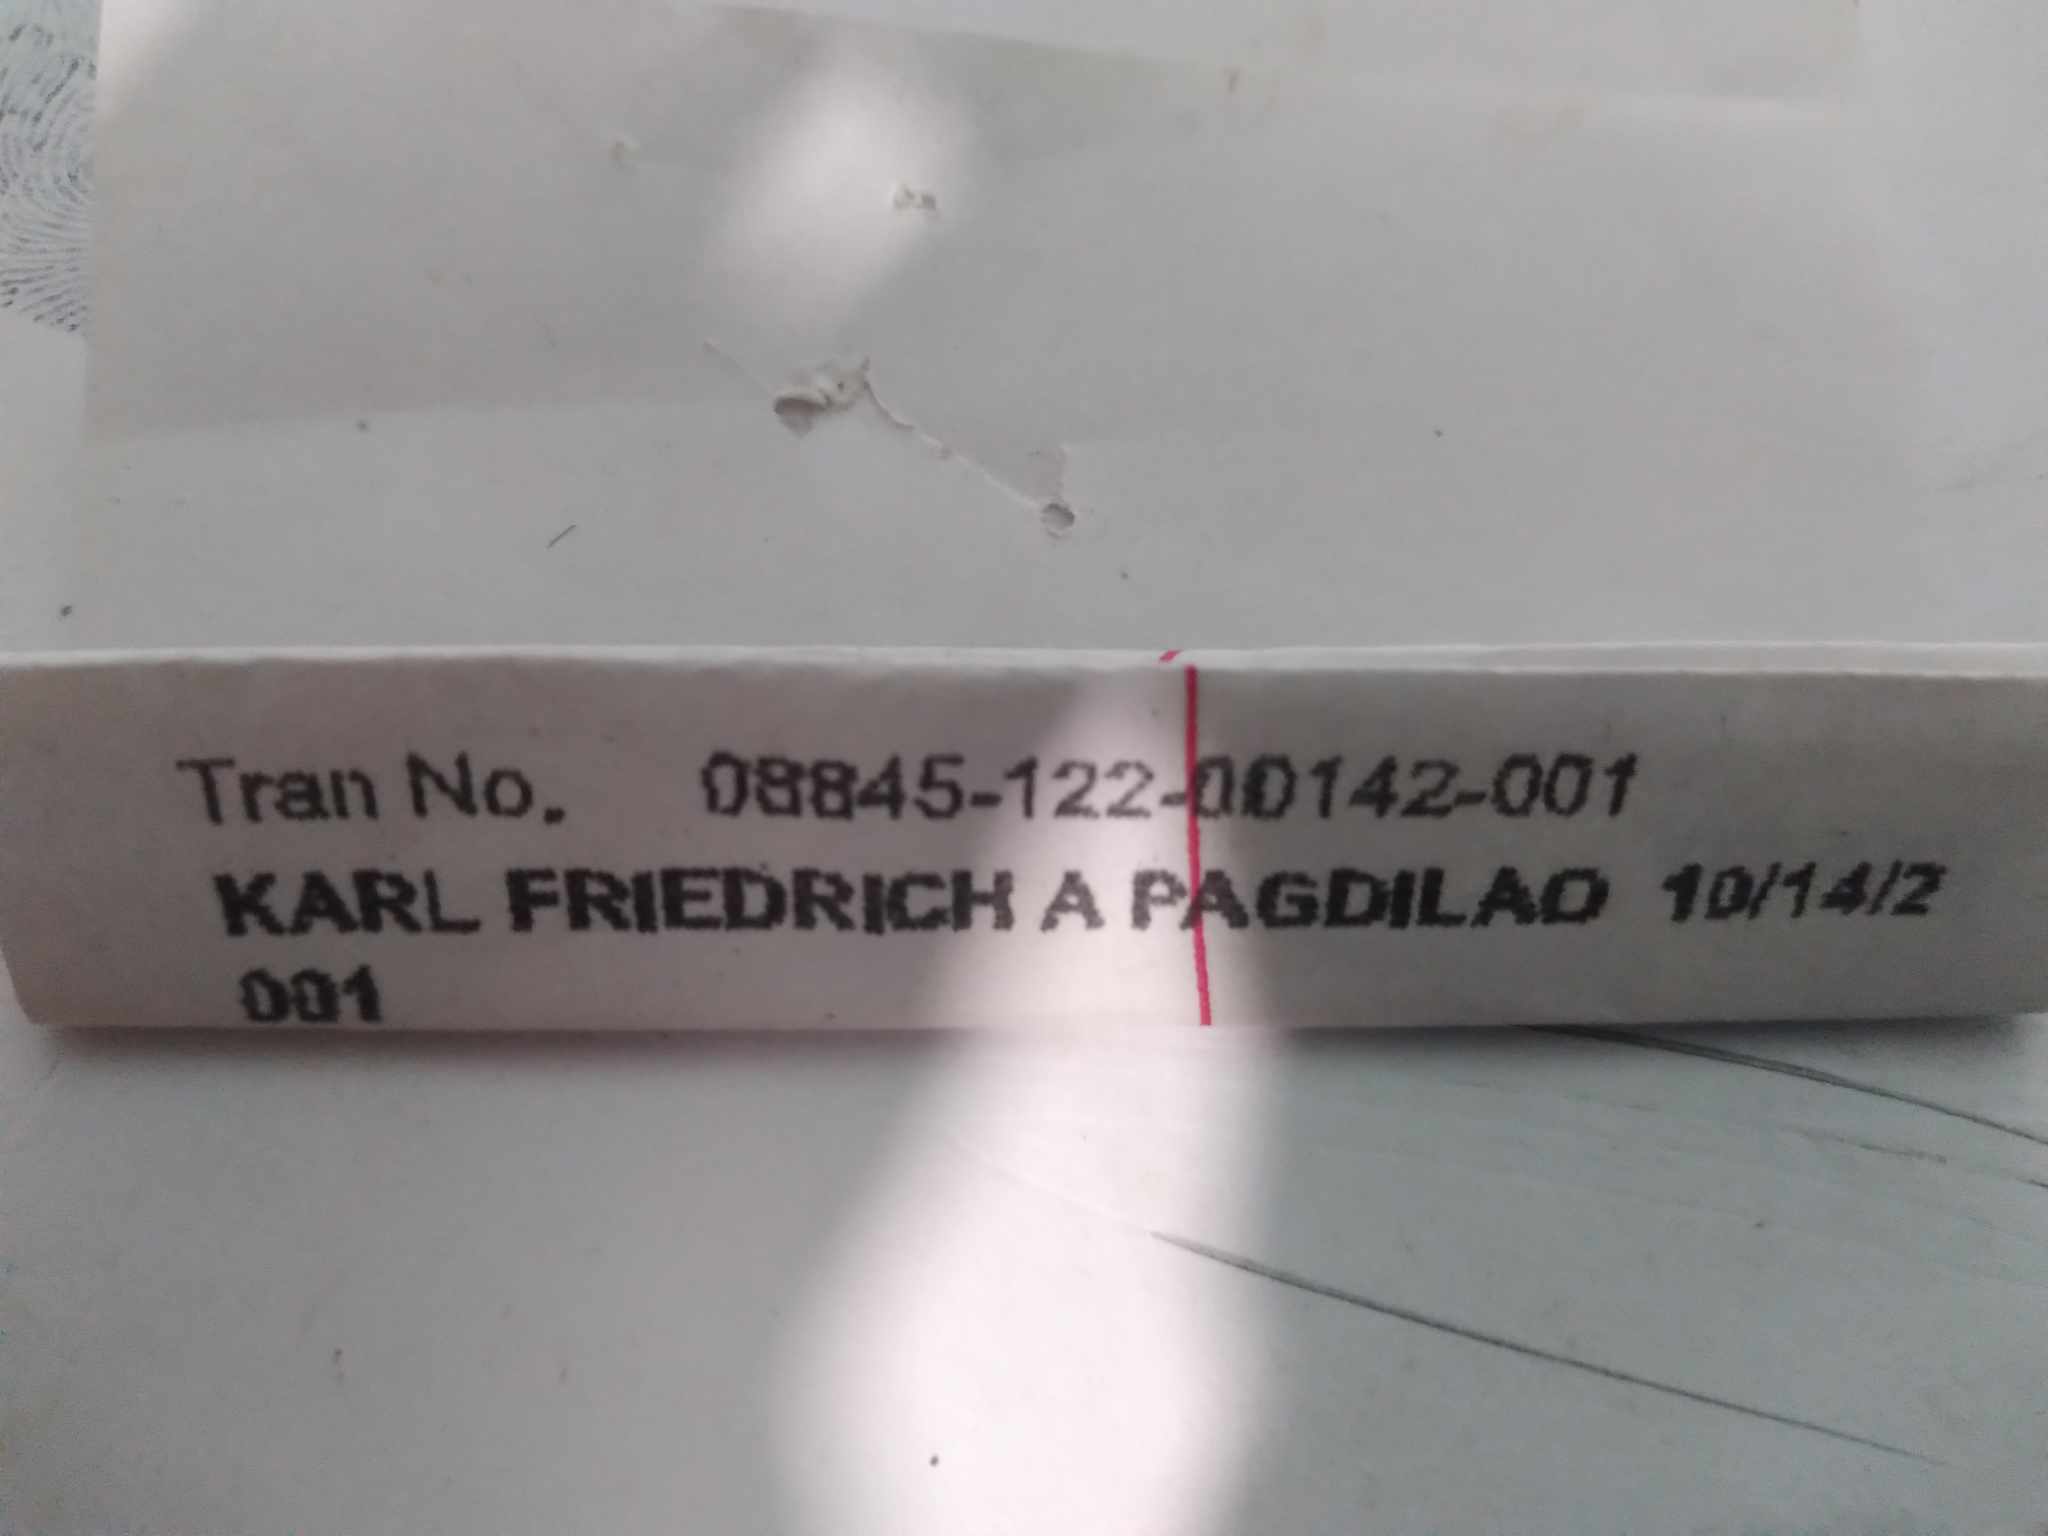 Tran No. 08845-122-00142-001
KARL FRIEDRICH A PAGDILAO 10/14/2
001